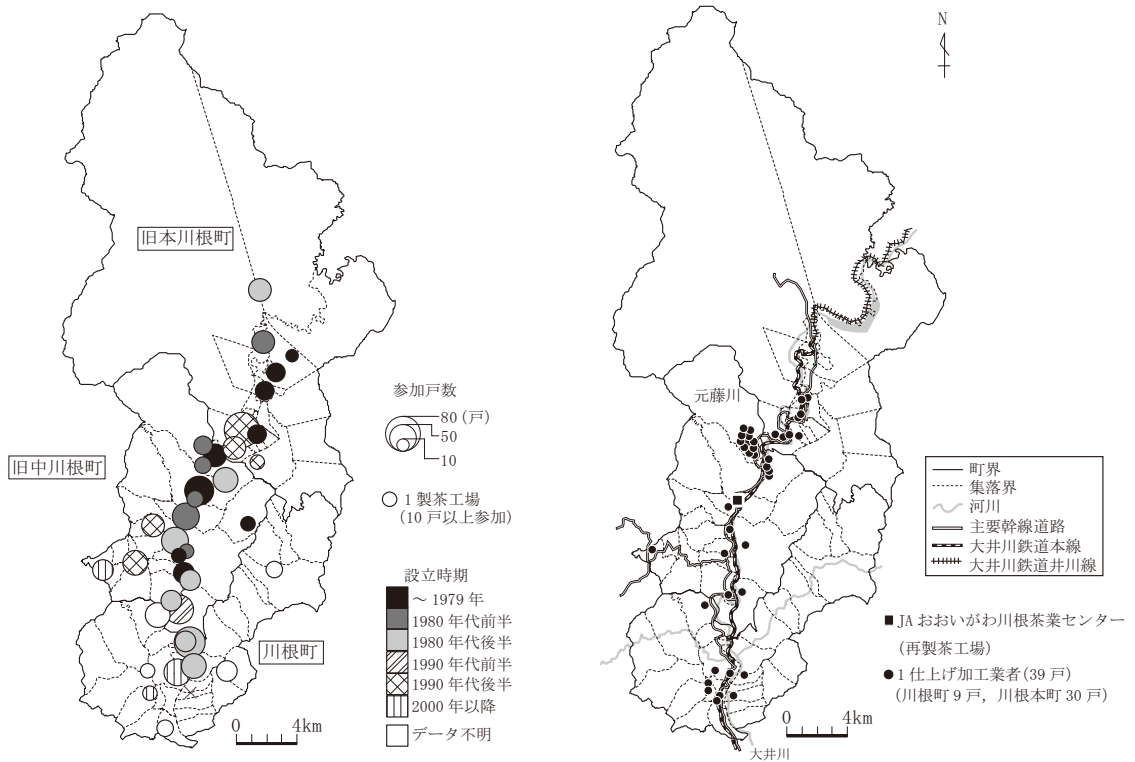 旧本川根町
旧中川根町
川根町
参加戸数
80 (戸)
50
10
1 製茶工場
(10 戸以上参加)
設立時期
～ 1979 年
1980 年代前半
1980 年代後半
1990 年代前半
1990 年代後半
2000 年以降
データ不明
0 4km
N
元藤川
町界
集落界
河川
主要幹線道路
大井川鉄道本線
大井川鉄道井川線
JA おおいがわ川根茶業センター
(再製茶工場)
1 仕上げ加工業者 (39 戸)
(川根町 9 戸, 川根本町 30 戸)
0 4km
大井川